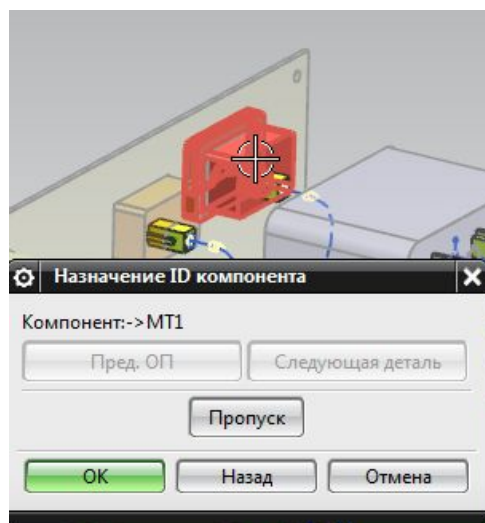 Назначение ID компонента
Компонент:->MT1
Пред. ОП Следующая деталь
Пропуск
OK Назад Отмена